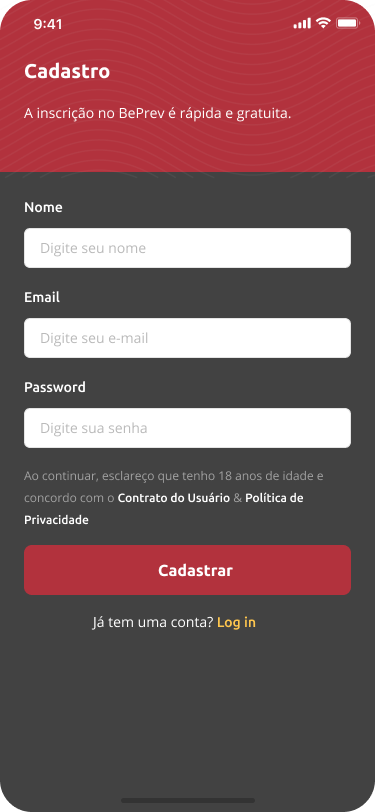 9:41
Cadastro
A inscrição no BePrev é rápida e gratuita.
Nome
Digite seu nome
Email
Digite seu e-mail
Password
Digite sua senha
Ao continuar, esclareço que tenho 18 anos de idade e
concordo com o Contrato do Usuário & Política de
Privacidade
Cadastrar
Já tem uma conta? Log in